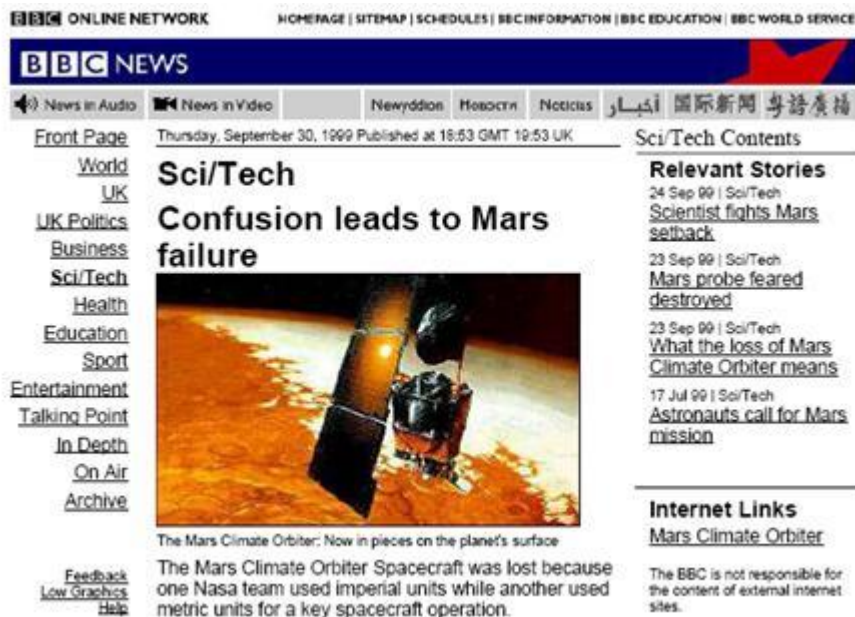 BBC ONLINE NETWORK
HOMEPAGE | SITEMAP | SCHEDULES | BBC INFORMATION | BBC EDUCATION | BBC WORLD SERVICE
BBC NEWS
News in Audio News in Video Newyddion Новости Noticias أخبار 国际新闻 粵語廣播
Front Page
World
UK
UK Politics
Business
Sci/Tech
Health
Education
Sport
Entertainment
Talking Point
In Depth
On Air
Archive
Feedback
Low Graphics
Help
Thursday, September 30, 1999 Published at 18:53 GMT 19:53 UK
Sci/Tech
Confusion leads to Mars
failure
The Mars Climate Orbiter: Now in pieces on the planet's surface
The Mars Climate Orbiter Spacecraft was lost because
one Nasa team used imperial units while another used
metric units for a key spacecraft operation.
Sci/Tech Contents
Relevant Stories
24 Sep 99 | Sci/Tech
Scientist fights Mars
setback
23 Sep 99 | Sci/Tech
Mars probe feared
destroyed
23 Sep 99 | Sci/Tech
What the loss of Mars
Climate Orbiter means
17 Jul 99 | Sci/Tech
Astronauts call for Mars
mission
Internet Links
Mars Climate Orbiter
The BBC is not responsible for
the content of external internet
sites.